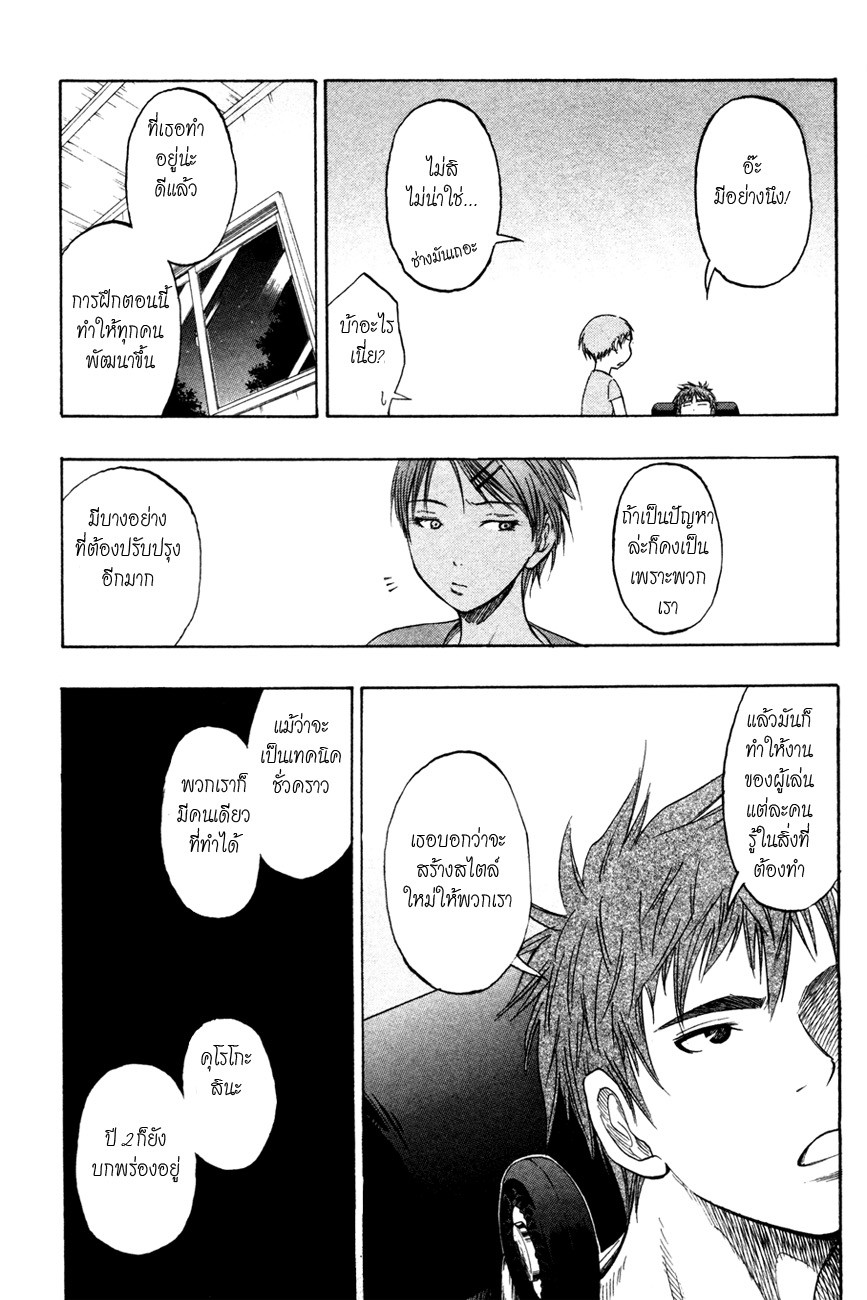 อ๊ะ
มีอย่างนึง!
ไม่สิ
ไม่น่าใช่...
ช่างมันเถอะ
บ้าอะไร
เนี่ย?
ที่เธอทำ
อยู่น่ะ
ดีแล้ว
การฝึกตอนนี้
ทำให้ทุกคน
พัฒนาขึ้น
ถ้าเป็นปัญหา
ล่ะก็คงเป็น
เพราะพวก
เรา
มีบางอย่าง
ที่ต้องปรับปรุง
อีกมาก
แล้วมันก็
ทำให้งาน
ของผู้เล่น
แต่ละคน
รู้ในสิ่งที่
ต้องทำ
เธอบอกว่าจะ
สร้างสไตล์
ใหม่ให้พวกเรา
แม้ว่าจะ
เป็นเทคนิค
ชั่วคราว
พวกเราก็
มีคนเดียว
ที่ทำได้
คุโรโกะ
สินะ
ปี 2 ก็ยัง
บกพร่องอยู่